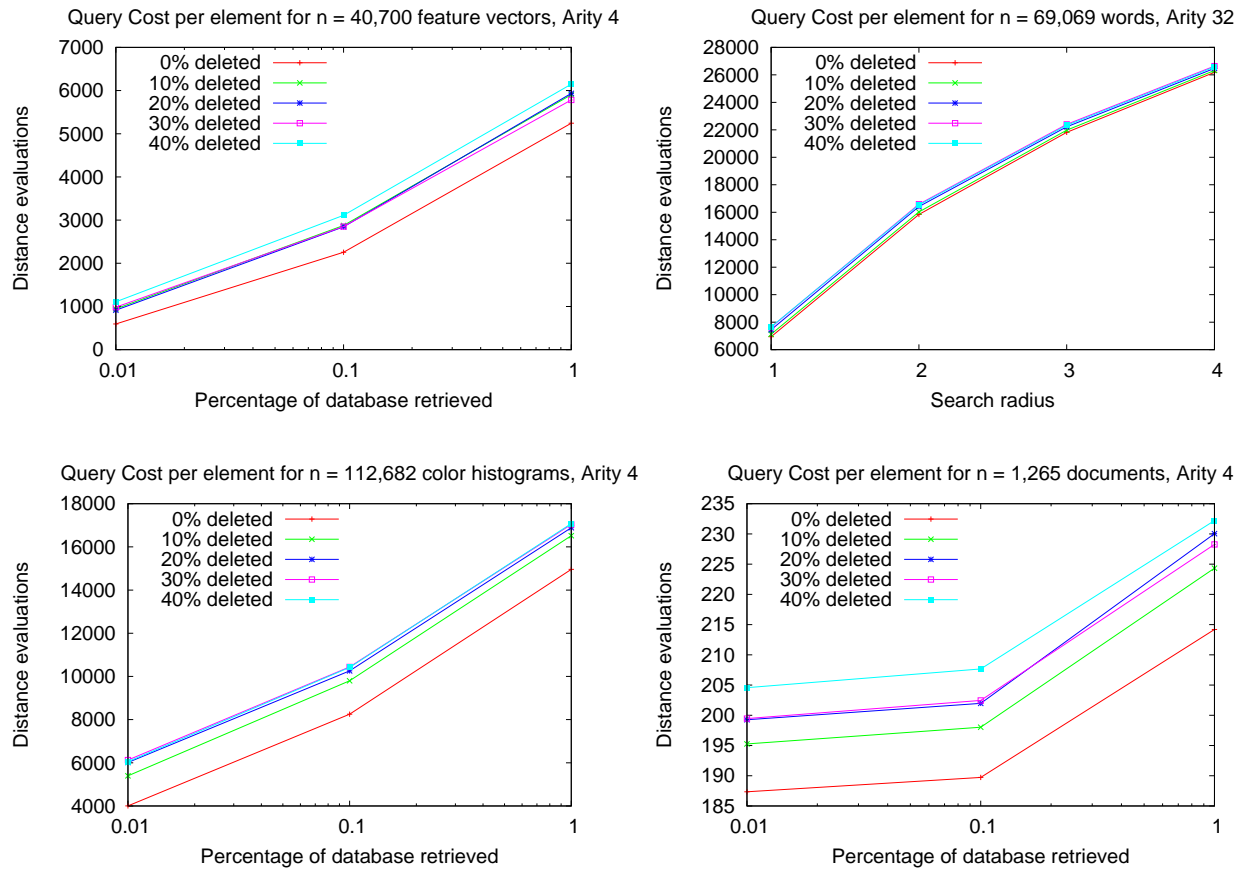 Query Cost per element for n = 40,700 feature vectors, Arity 4
7000
6000
5000
4000
3000
2000
1000
0
0.01
0.1
1
Distance evaluations
Percentage of database retrieved
0% deleted
10% deleted
20% deleted
30% deleted
40% deleted
Query Cost per element for n = 69,069 words, Arity 32
28000
26000
24000
22000
20000
18000
16000
14000
12000
10000
8000
6000
1
2
3
4
Distance evaluations
Search radius
0% deleted
10% deleted
20% deleted
30% deleted
40% deleted
Query Cost per element for n = 112,682 color histograms, Arity 4
18000
16000
14000
12000
10000
8000
6000
4000
0.01
0.1
1
Distance evaluations
Percentage of database retrieved
0% deleted
10% deleted
20% deleted
30% deleted
40% deleted
Query Cost per element for n = 1,265 documents, Arity 4
235
230
225
220
215
210
205
200
195
190
185
0.01
0.1
1
Distance evaluations
Percentage of database retrieved
0% deleted
10% deleted
20% deleted
30% deleted
40% deleted